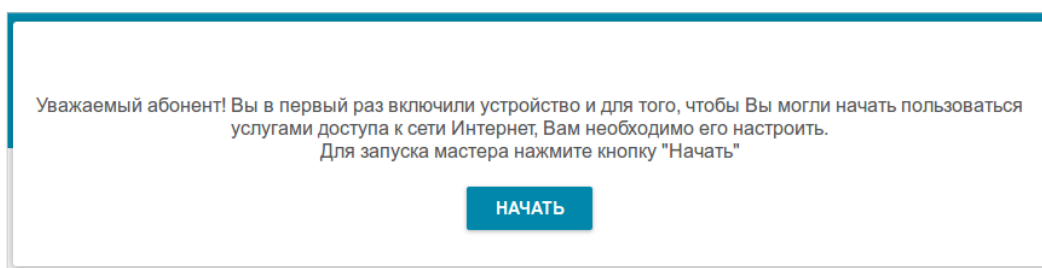 Уважаемый абонент! Вы в первый раз включили устройство и для того, чтобы Вы могли начать пользоваться
услугами доступа к сети Интернет, Вам необходимо его настроить.
Для запуска мастера нажмите кнопку "Начать"
НАЧАТЬ